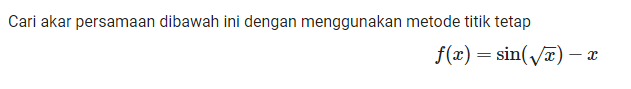 Cari akar persamaan dibawah ini dengan menggunakan metode titik tetap
f(x) = sin(√x) − x